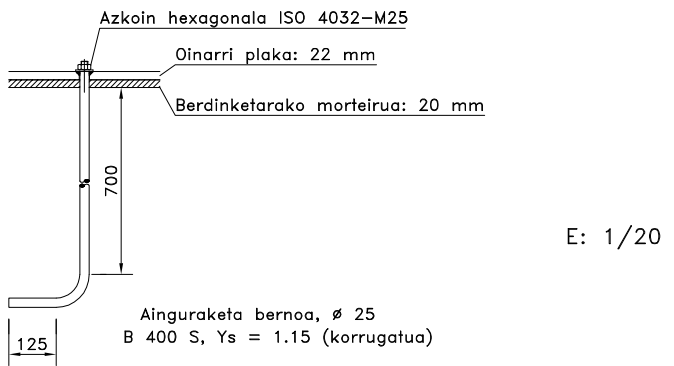 Azkoin hexagonala ISO 4032-M25
Oinarri plaka: 22 mm
Berdinketarako morteirua: 20 mm
700
E: 1/20
Ainguraketa bernoa, ø 25
B 400 S, Ys = 1.15 (korrugatua)
125